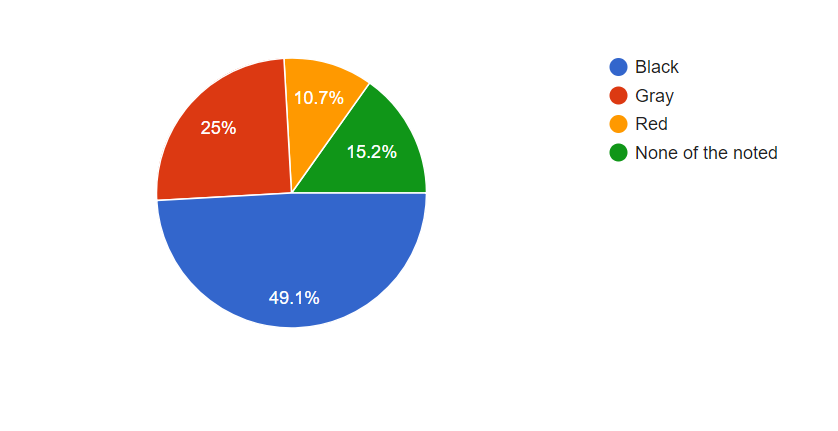 10.7%
25%
15.2%
49.1%
Black
Gray
Red
None of the noted